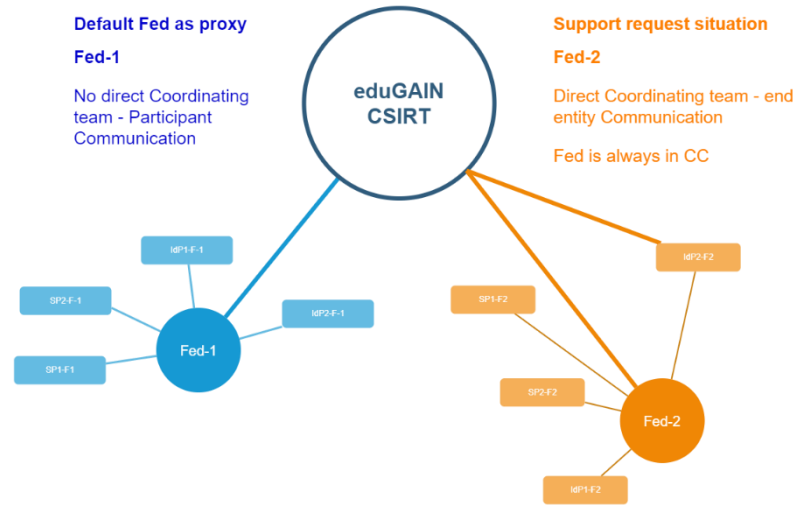 Default Fed as proxy
Fed-1
No direct Coordinating
team - Participant
Communication
eduGAIN
CSIRT
Support request situation
Fed-2
Direct Coordinating team - end
entity Communication
Fed is always in CC
IdP1-F-1
SP2-F-1
IdP2-F-1
SP1-F1
Fed-1
IdP2-F2
SP1-F2
SP2-F2
Fed-2
IdP1-F2